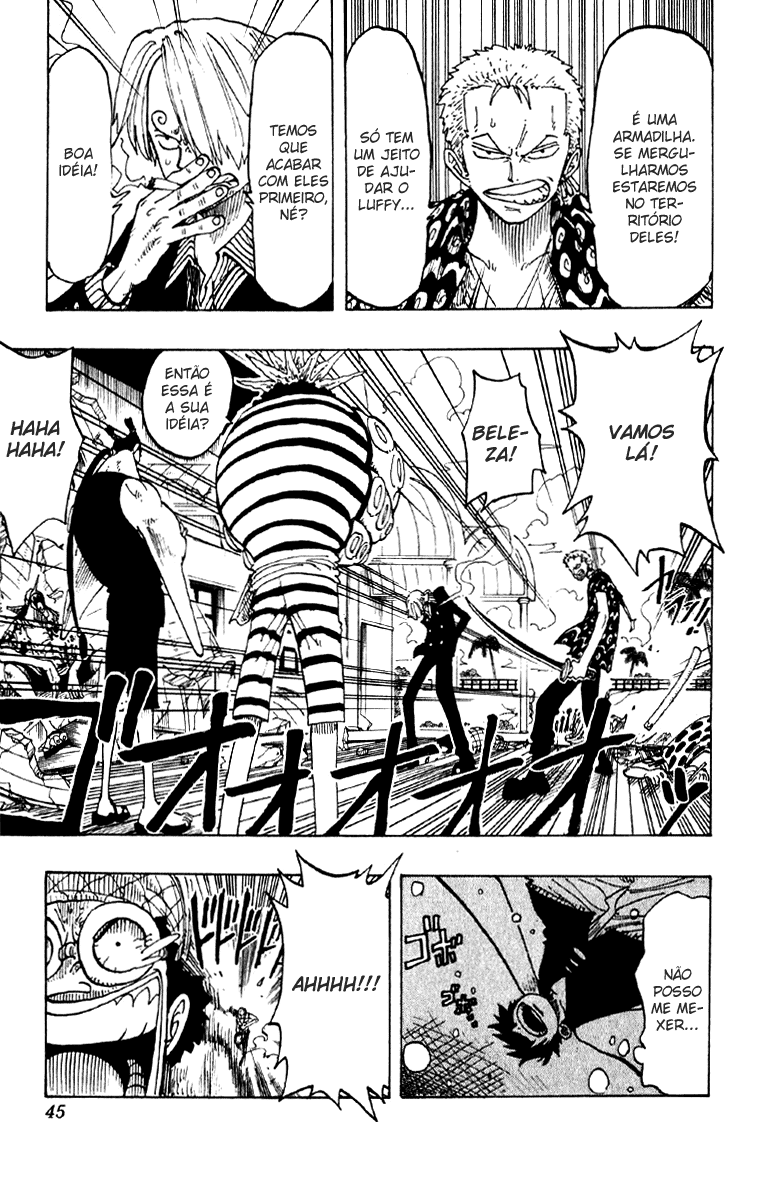 É UMA
ARMADILHA.
SE MERGU-
LHARMOS
ESTAREMOS
NO TER-
RITÓRIO
DELES!
SÓ TEM
UM JEITO
DE AJU-
DAR O
LUFFY...
TEMOS
QUE
ACABAR
COM ELES
PRIMEIRO,
NÉ?
BOA
IDÉIA!
VAMOS
LÁ!
BELE-
ZA!
ENTÃO
ESSA É
A SUA
IDÉIA?
HAHA
HAHA!
ドオオオオオオ
NÃO
POSSO
ME ME-
XER...
AHHHH!!!
45